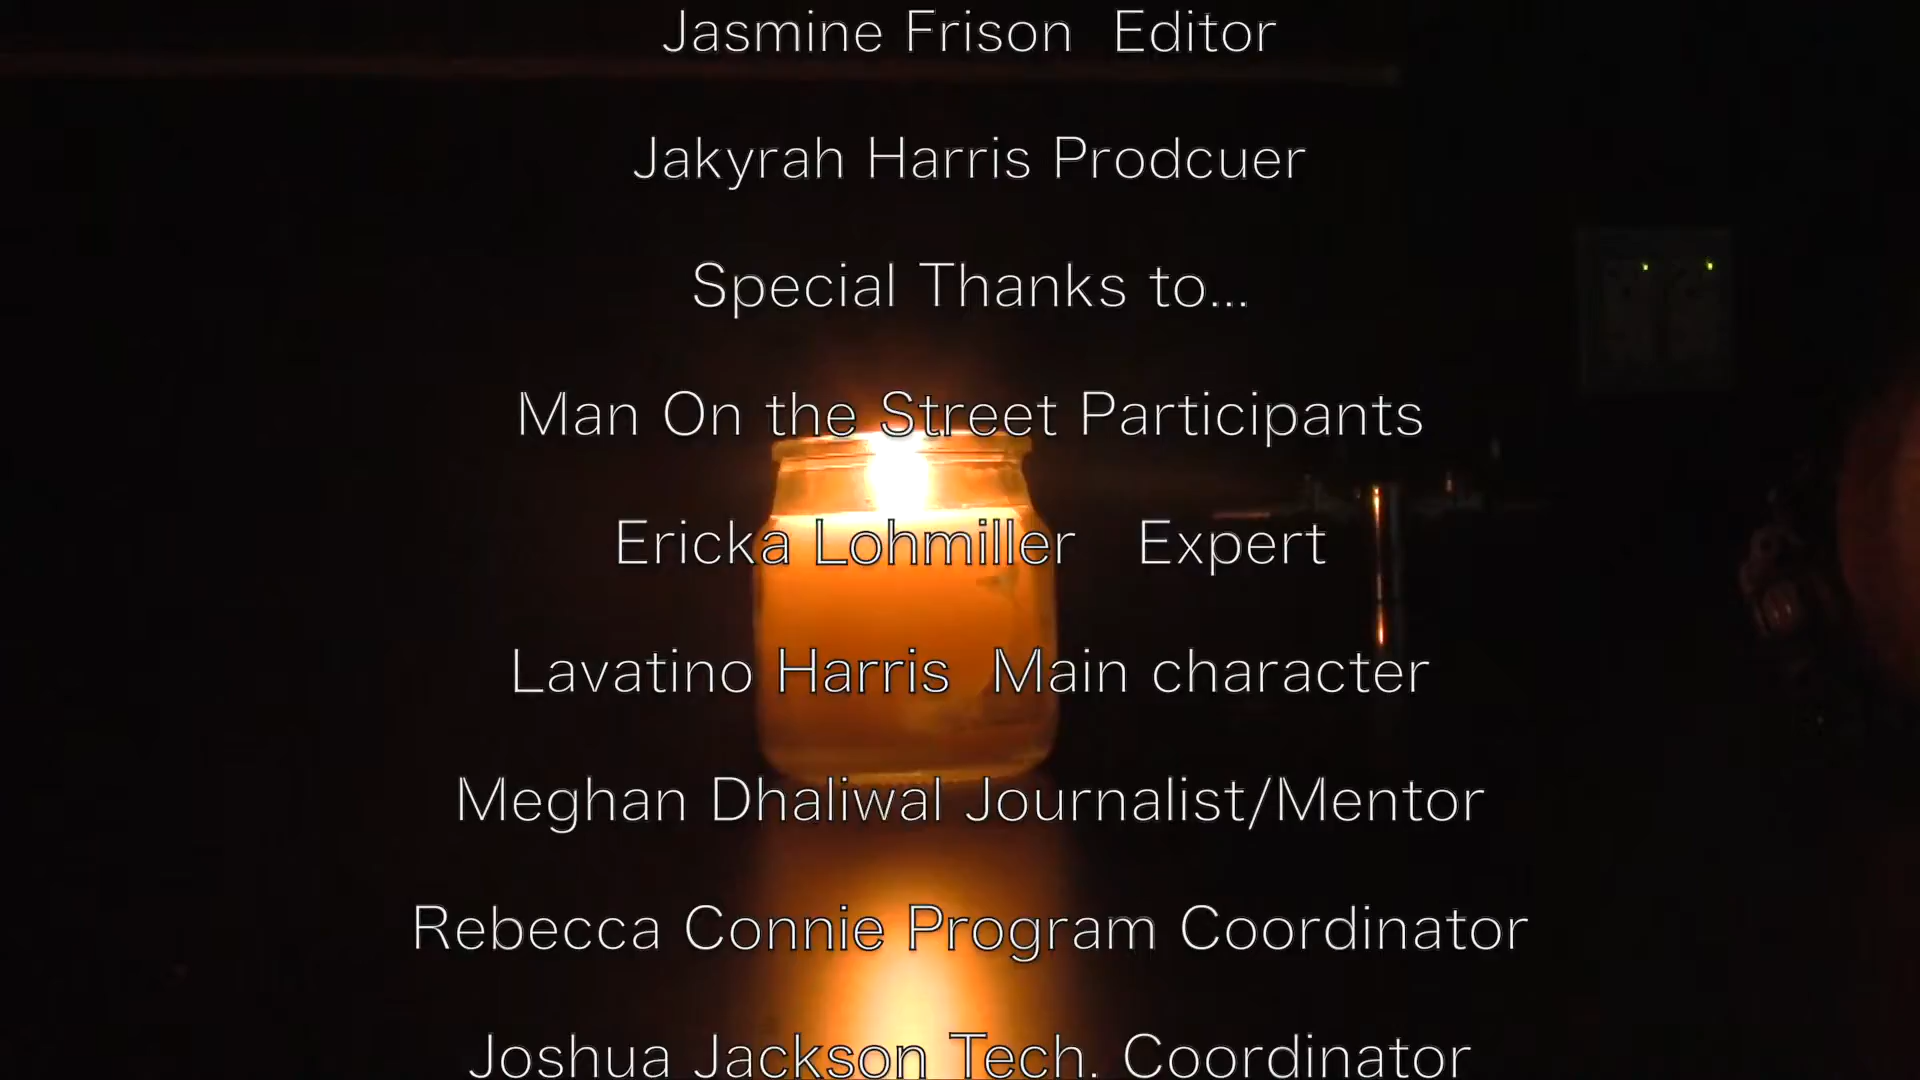 Jasmine Frison Editor
Jakyrah Harris Prodcuer
Special Thanks to...
Man On the Street Participants
Ericka Lohmiller Expert
Lavatino Harris Main character
Meghan Dhaliwal Journalist/Mentor
Rebecca Connie Program Coordinator
Joshua Jackson Tech. Coordinator